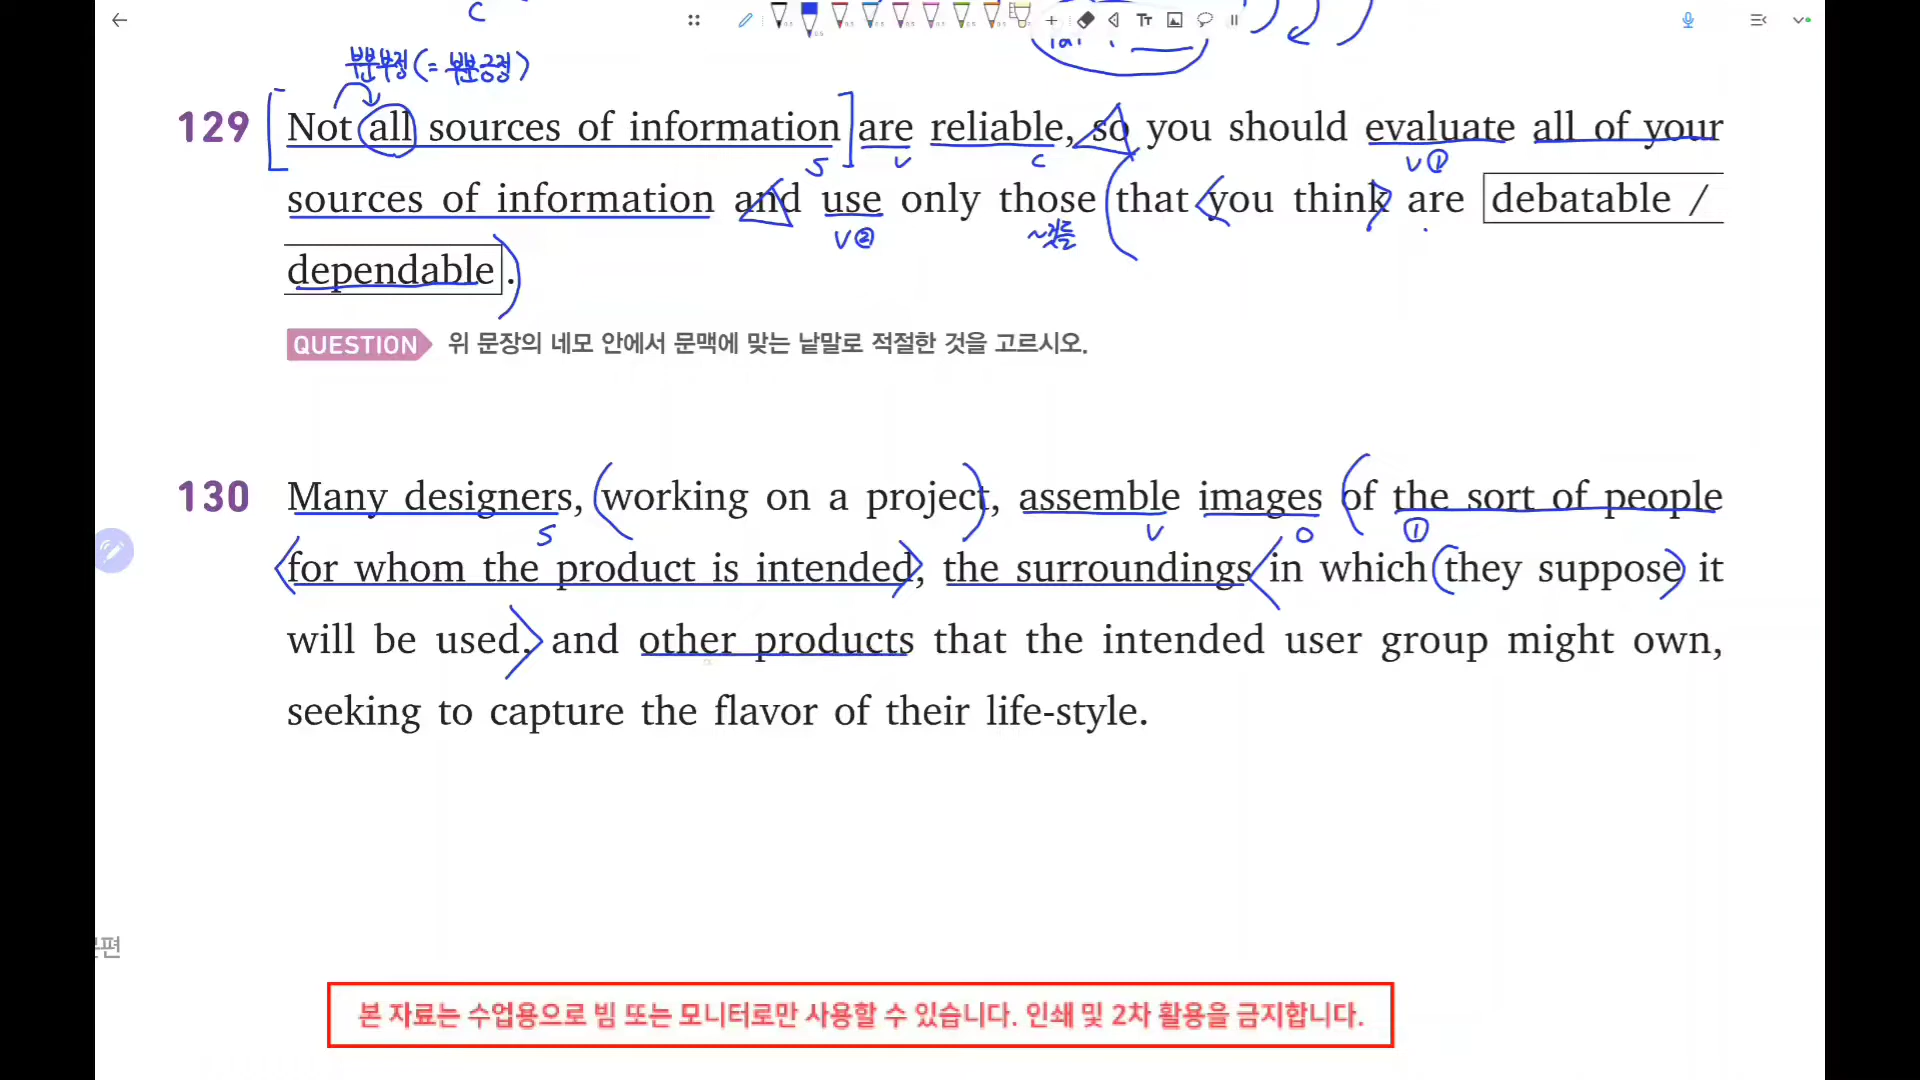 C
부분부정(= 부분긍정)
129 Not all sources of information are reliable, so you should evaluate all of your
S V C V①
sources of information and use only those that you think are debatable /
V② ~것들
dependable.
QUESTION 위 문장의 네모 안에서 문맥에 맞는 낱말로 적절한 것을 고르시오.
130 Many designers, working on a project, assemble images of the sort of people
S V O ①
for whom the product is intended, the surroundings in which they suppose it
will be used, and other products that the intended user group might own,
seeking to capture the flavor of their life-style.
편
본 자료는 수업용으로 빔 또는 모니터로만 사용할 수 있습니다. 인쇄 및 2차 활용을 금지합니다.